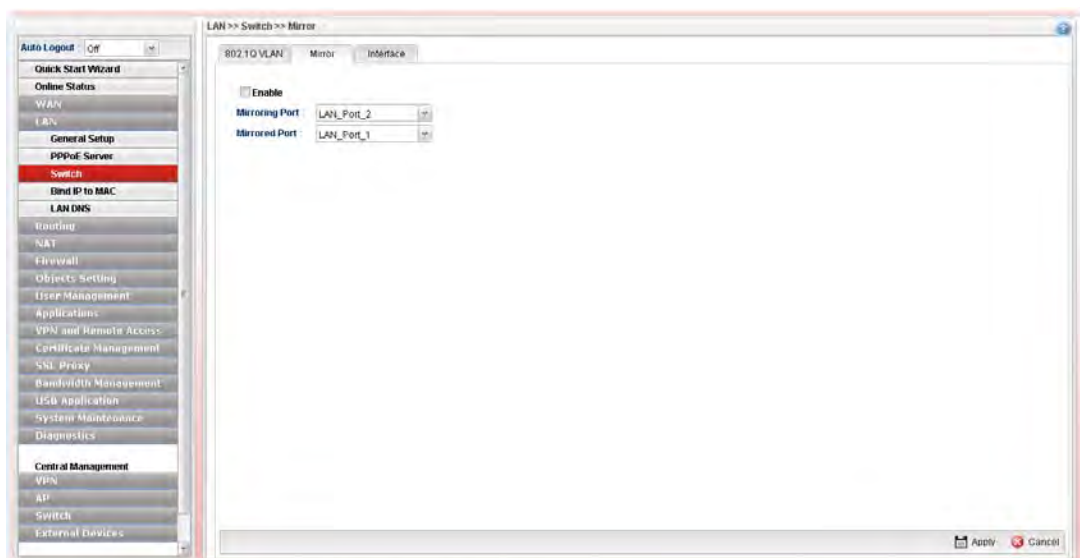 LAN >> Switch >> Mirror
Auto Logout : Off
Quick Start Wizard
Online Status
WAN
LAN
General Setup
PPPoE Server
Switch
Bind IP to MAC
LAN DNS
Routing
NAT
Firewall
Objects Setting
User Management
Applications
VPN and Remote Access
Certificate Management
SSL Proxy
Bandwidth Management
USB Application
System Maintenance
Diagnostics
Central Management
VPN
AP
Switch
External Devices
802.1Q VLAN Mirror Interface
Enable
Mirroring Port : LAN_Port_2
Mirrored Port : LAN_Port_1
Apply Cancel